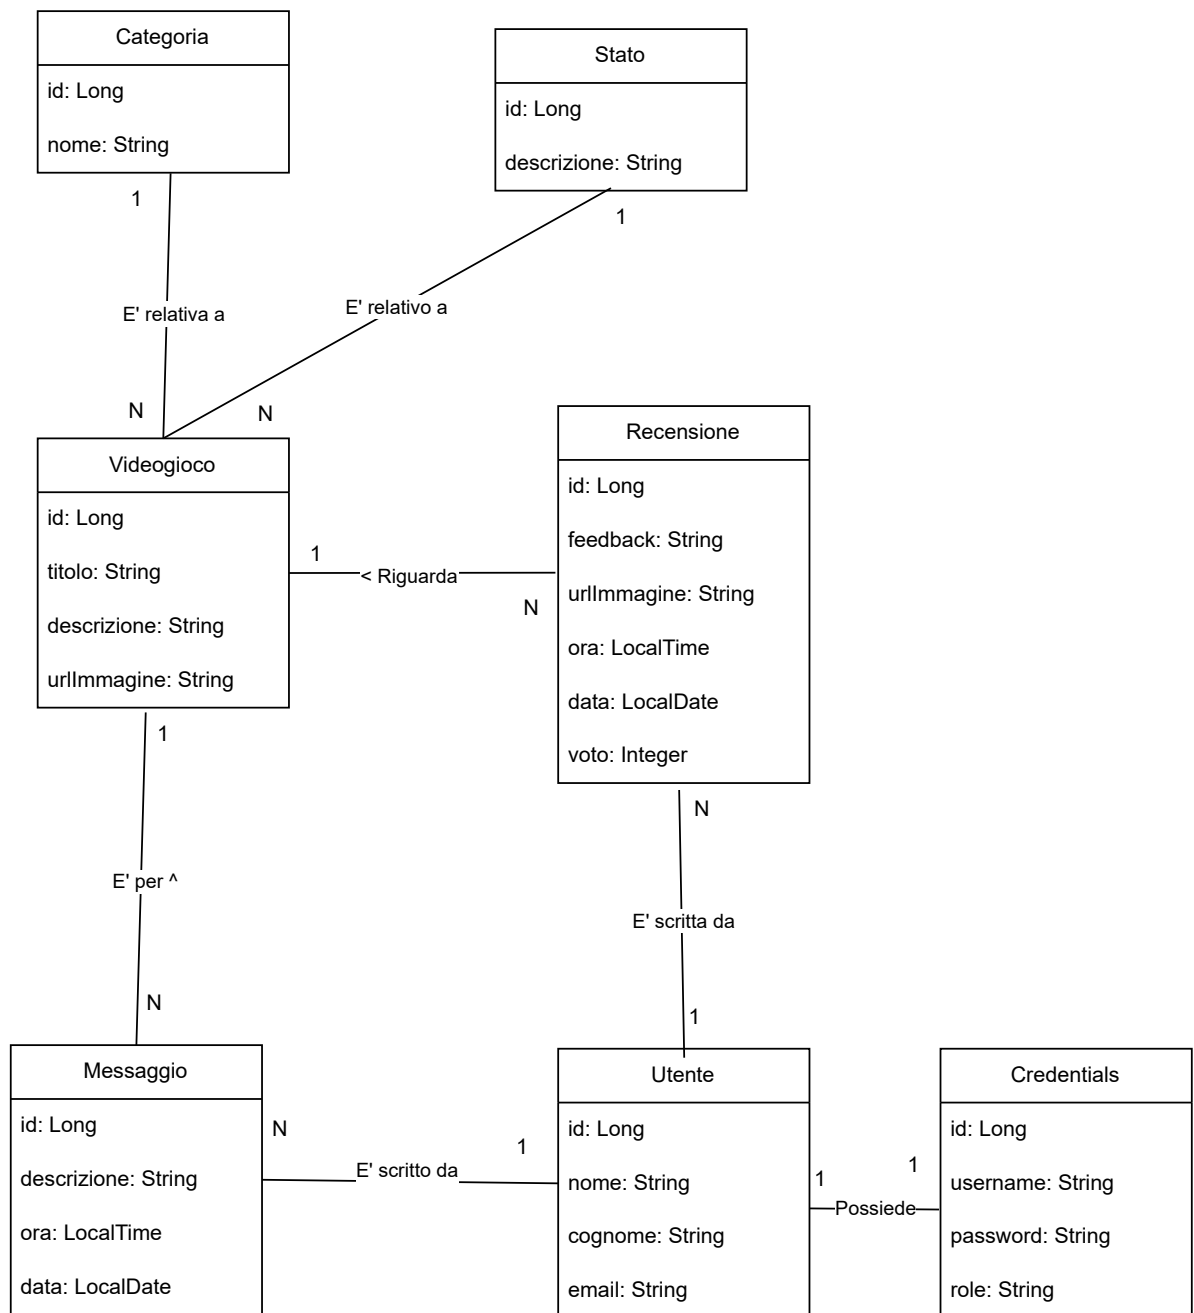 Categoria
id: Long
nome: String
Stato
id: Long
descrizione: String
1
1
E' relativa a
E' relativo a
N
N
Videogioco
id: Long
titolo: String
descrizione: String
urlImmagine: String
1
< Riguarda
N
Recensione
id: Long
feedback: String
urlImmagine: String
ora: LocalTime
data: LocalDate
voto: Integer
1
N
E' per ^
E' scritta da
N
1
Messaggio
id: Long
descrizione: String
ora: LocalTime
data: LocalDate
N
E' scritto da
1
Utente
id: Long
nome: String
cognome: String
email: String
1
Possiede
1
Credentials
id: Long
username: String
password: String
role: String